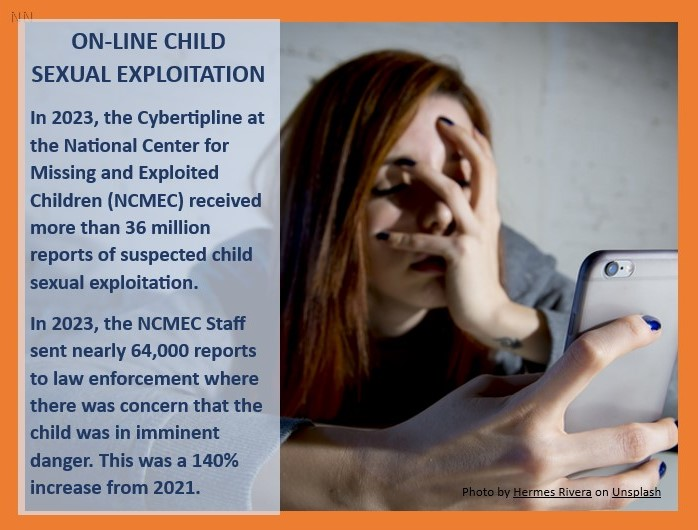 ON-LINE CHILD
SEXUAL EXPLOITATION
In 2023, the Cybertipline at
the National Center for
Missing and Exploited
Children (NCMEC) received
more than 36 million
reports of suspected child
sexual exploitation.
In 2023, the NCMEC Staff
sent nearly 64,000 reports
to law enforcement where
there was concern that the
child was in imminent
danger. This was a 140%
increase from 2021.
Photo by Hermes Rivera on Unsplash